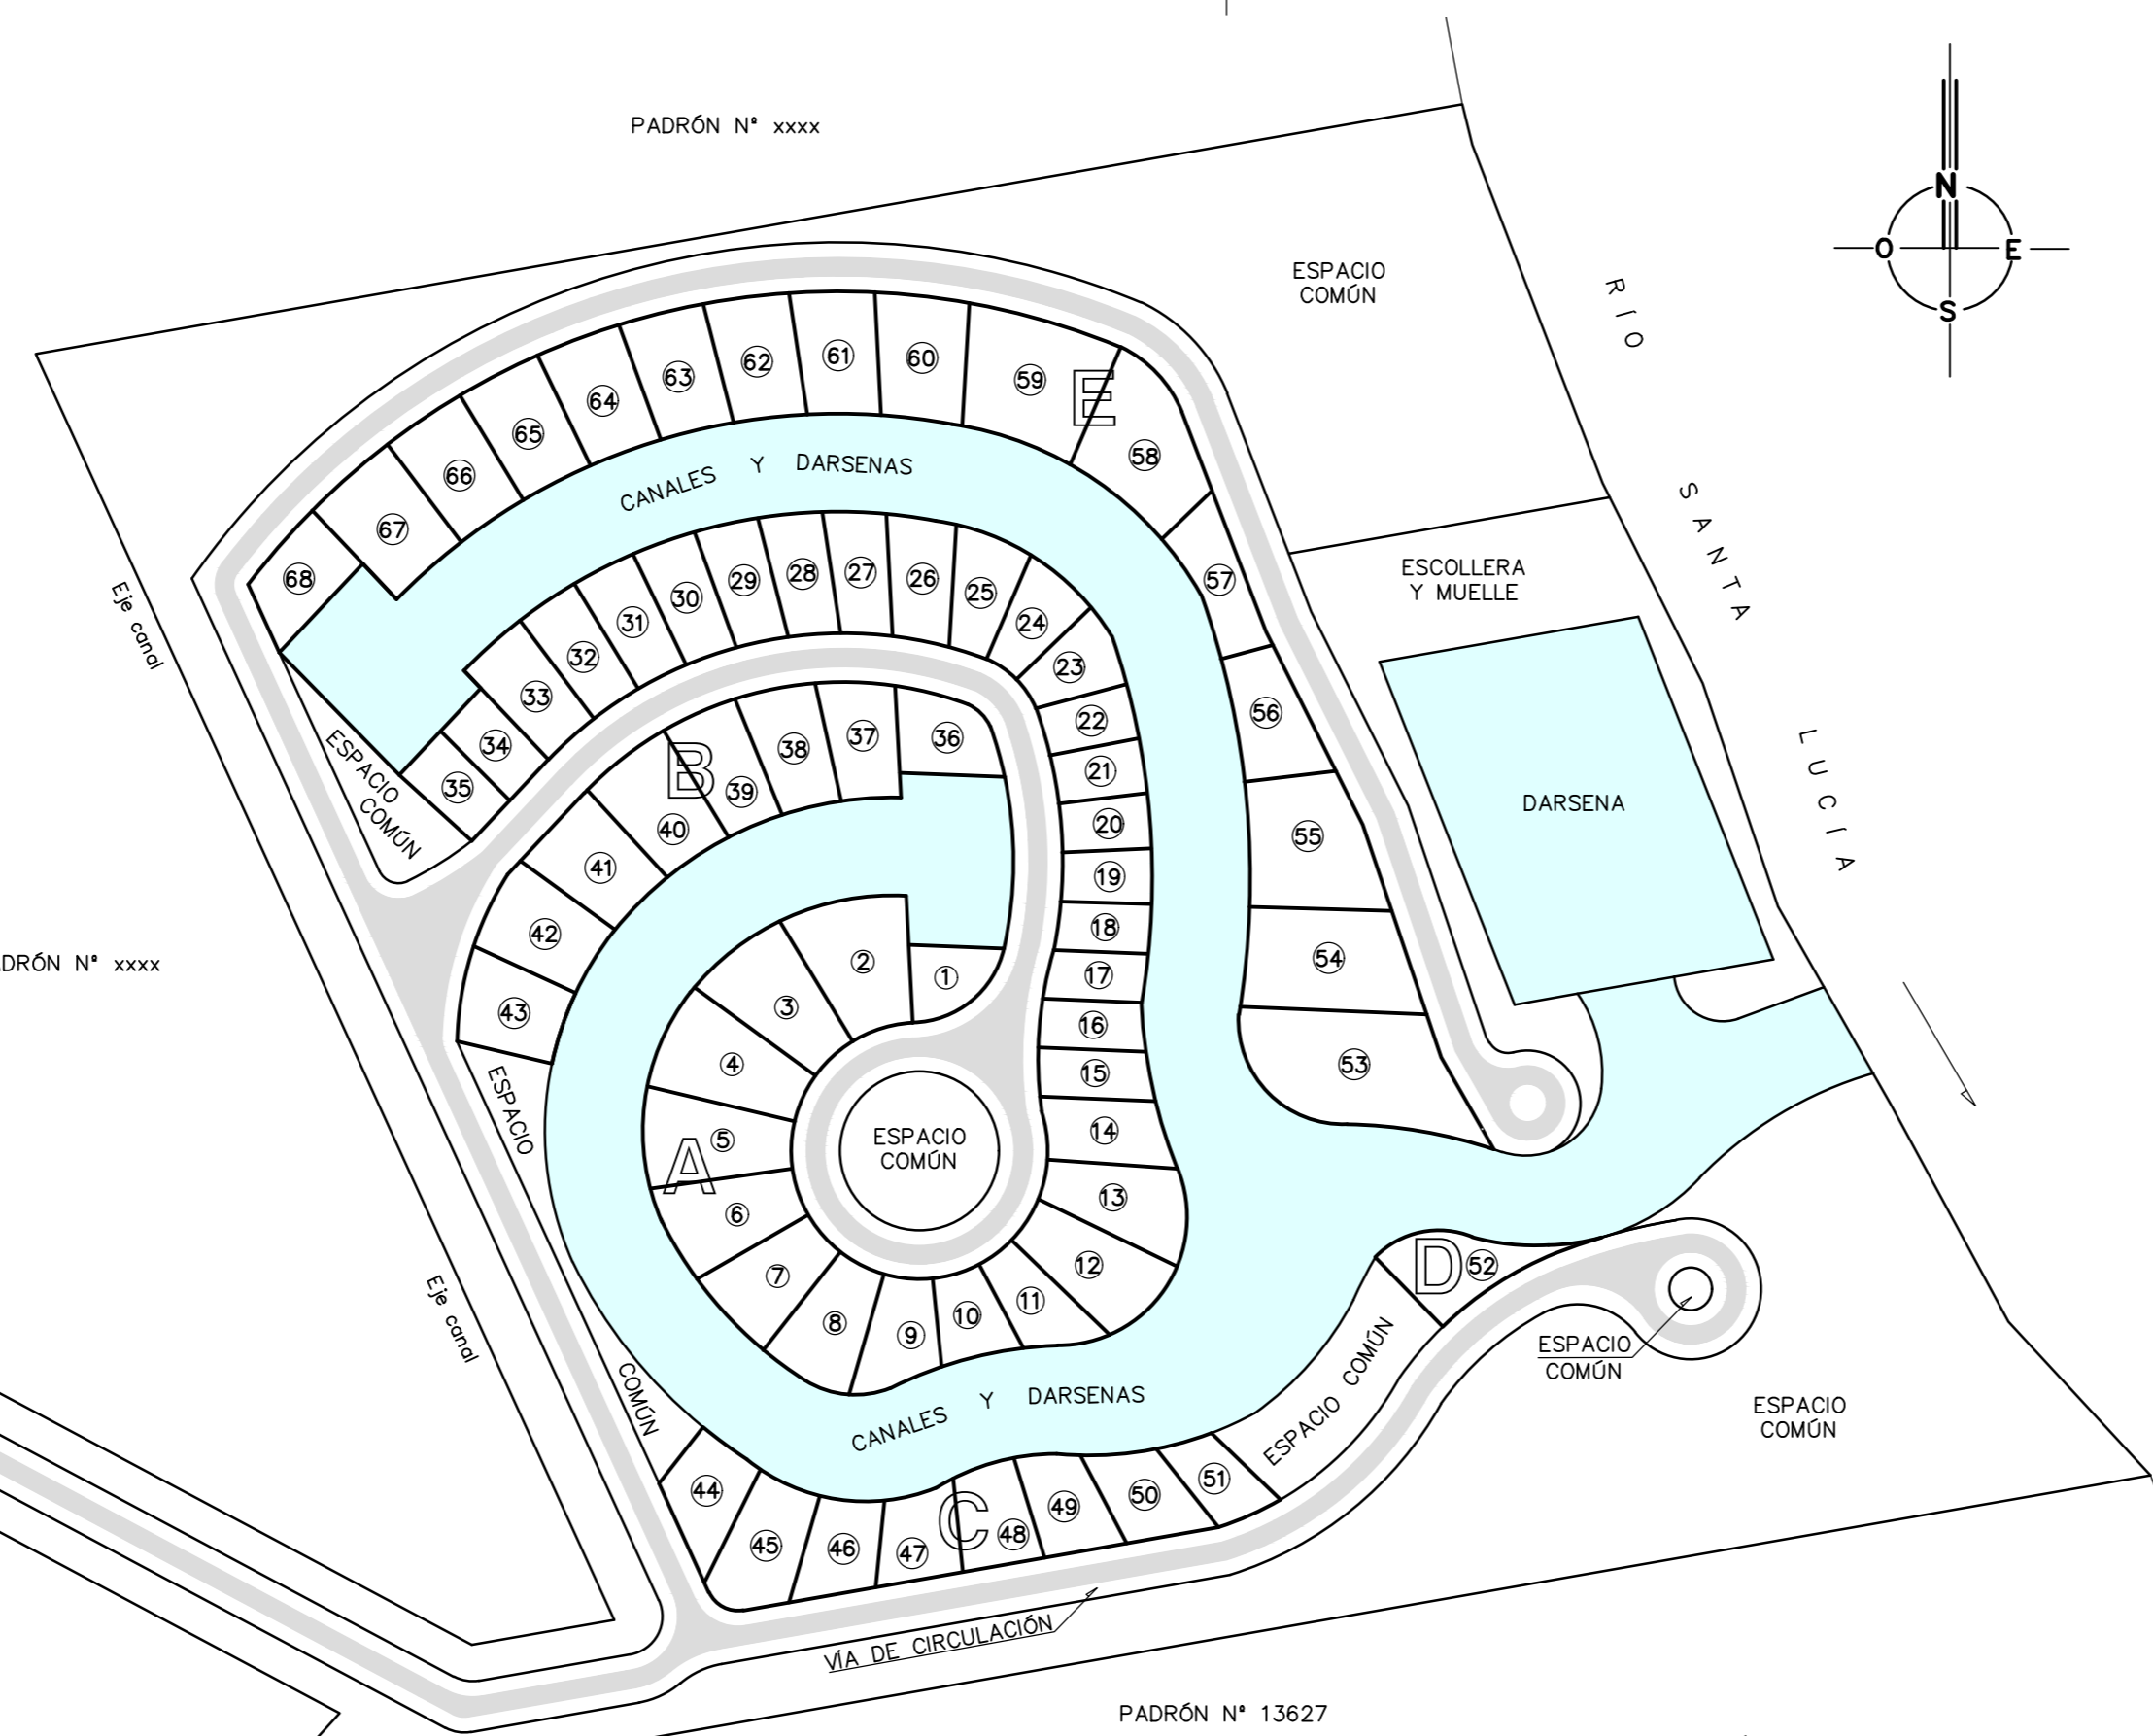 PADRÓN Nº xxxx
N
O
E
S
ESPACIO
COMÚN
RÍO SANTA LUCÍA
59
E
60
61
62
63
64
65
66
67
68
58
57
CANALES Y DARSENAS
ESCOLLERA
Y MUELLE
Eje canal
33
32
31
30
29
28
27
26
25
24
23
22
21
20
19
18
17
16
15
14
13
12
11
10
9
8
7
6
5
A
4
3
2
1
34
35
ESPACIO
COMÚN
36
37
38
B
39
40
41
42
43
56
55
54
53
DARSENA
DRÓN Nº xxxx
ESPACIO
COMÚN
ESPACIO
COMÚN
Eje canal
D
52
ESPACIO COMÚN
ESPACIO
COMÚN
ESPACIO
COMÚN
CANALES Y DARSENAS
44
45
46
47
C
48
49
50
51
VÍA DE CIRCULACIÓN
PADRÓN Nº 13627